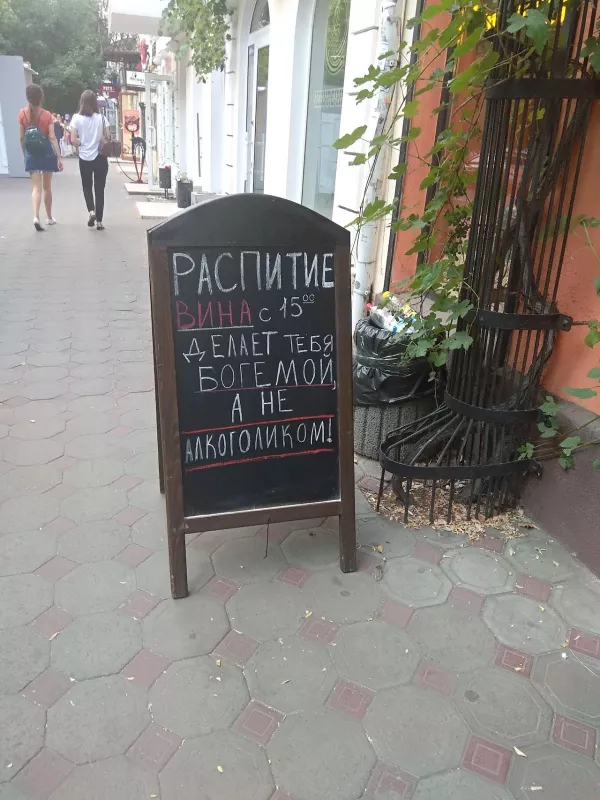 РАСПИТИЕ
ВИНА с 15⁰⁰
ДЕЛАЕТ ТЕБЯ
БОГЕМОЙ,
А НЕ
АЛКОГОЛИКОМ!